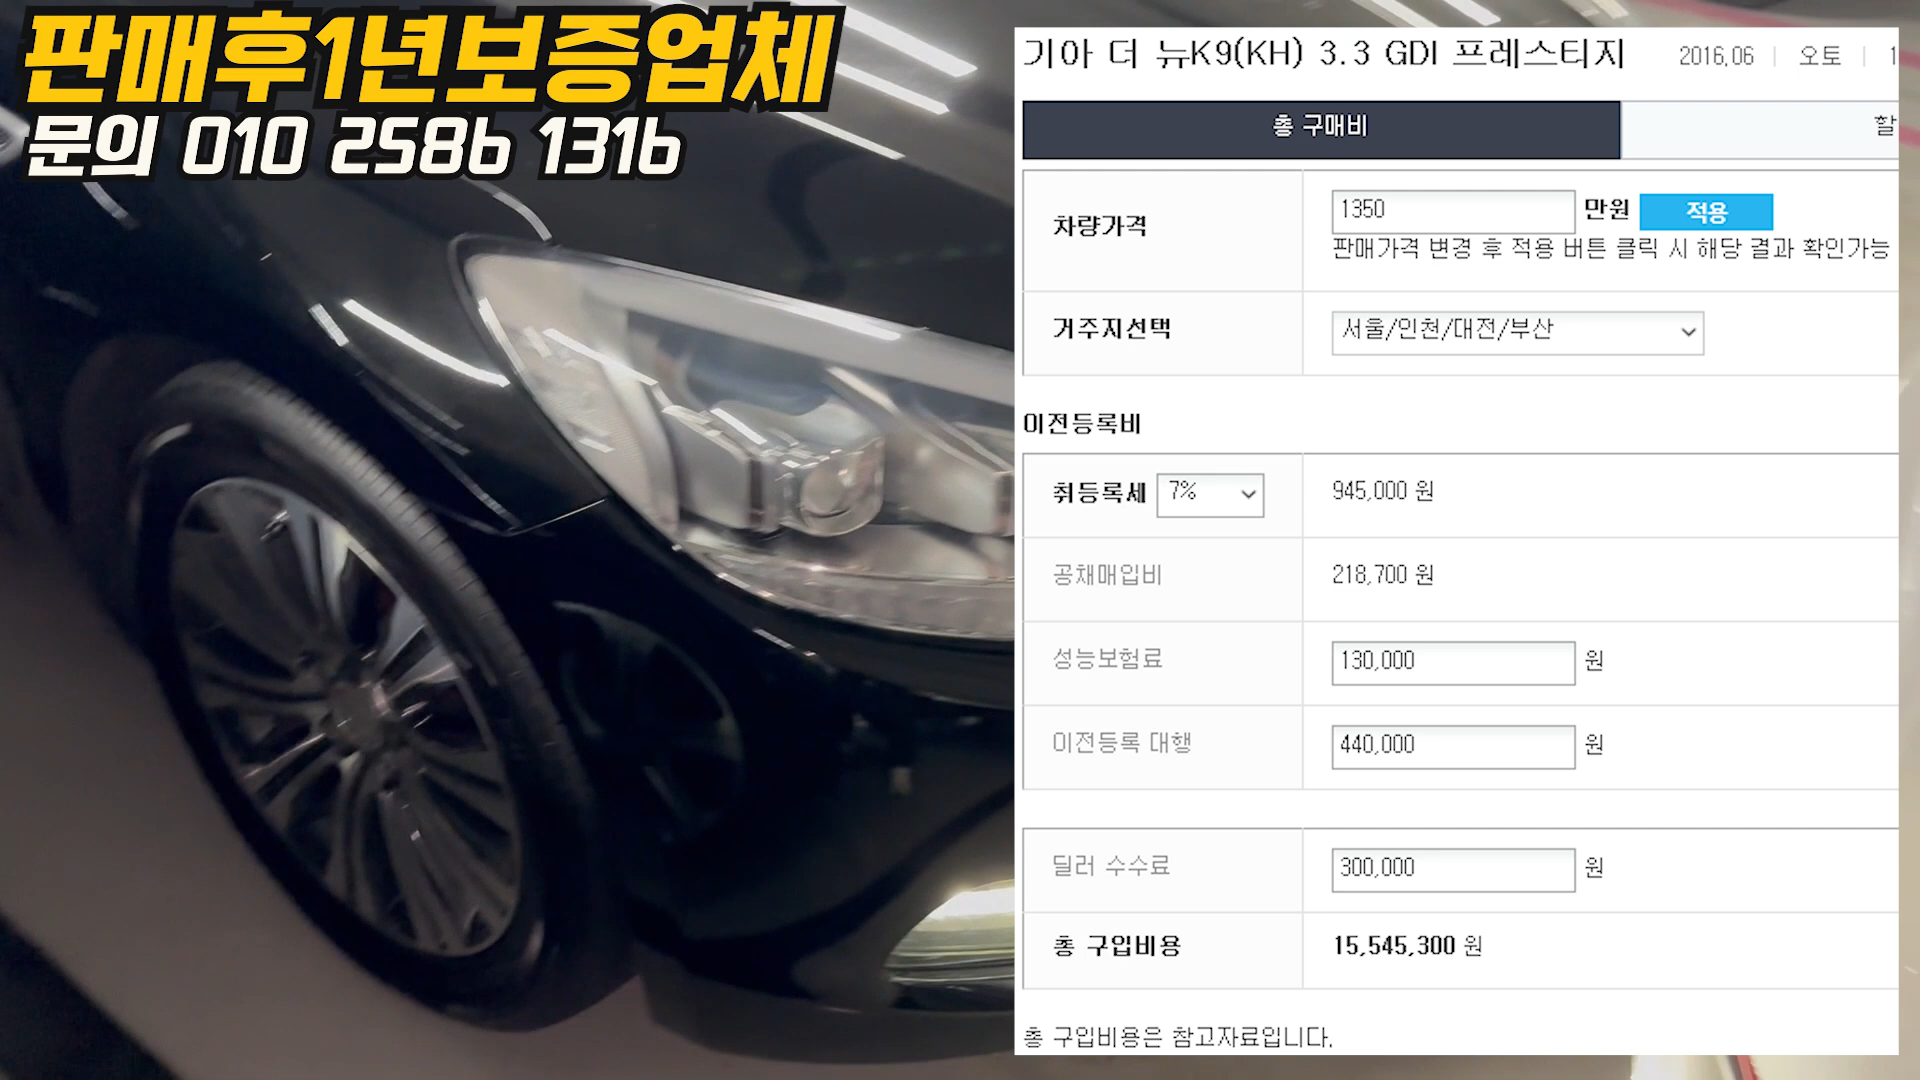 판매후1년보증업체
문의 010 2586 1316
기아 더 뉴K9(KH) 3.3 GDI 프레스티지 2016.06 오토 1
총 구매비 할
차량가격 1350 만원 적용
판매가격 변경 후 적용 버튼 클릭 시 해당 결과 확인가능
거주지선택 서울/인천/대전/부산
이전등록비
취등록세 7% 945,000 원
공채매입비 218,700 원
성능보험료 130,000 원
이전등록 대행 440,000 원
딜러 수수료 300,000 원
총 구입비용 15,545,300 원
총 구입비용은 참고자료입니다.